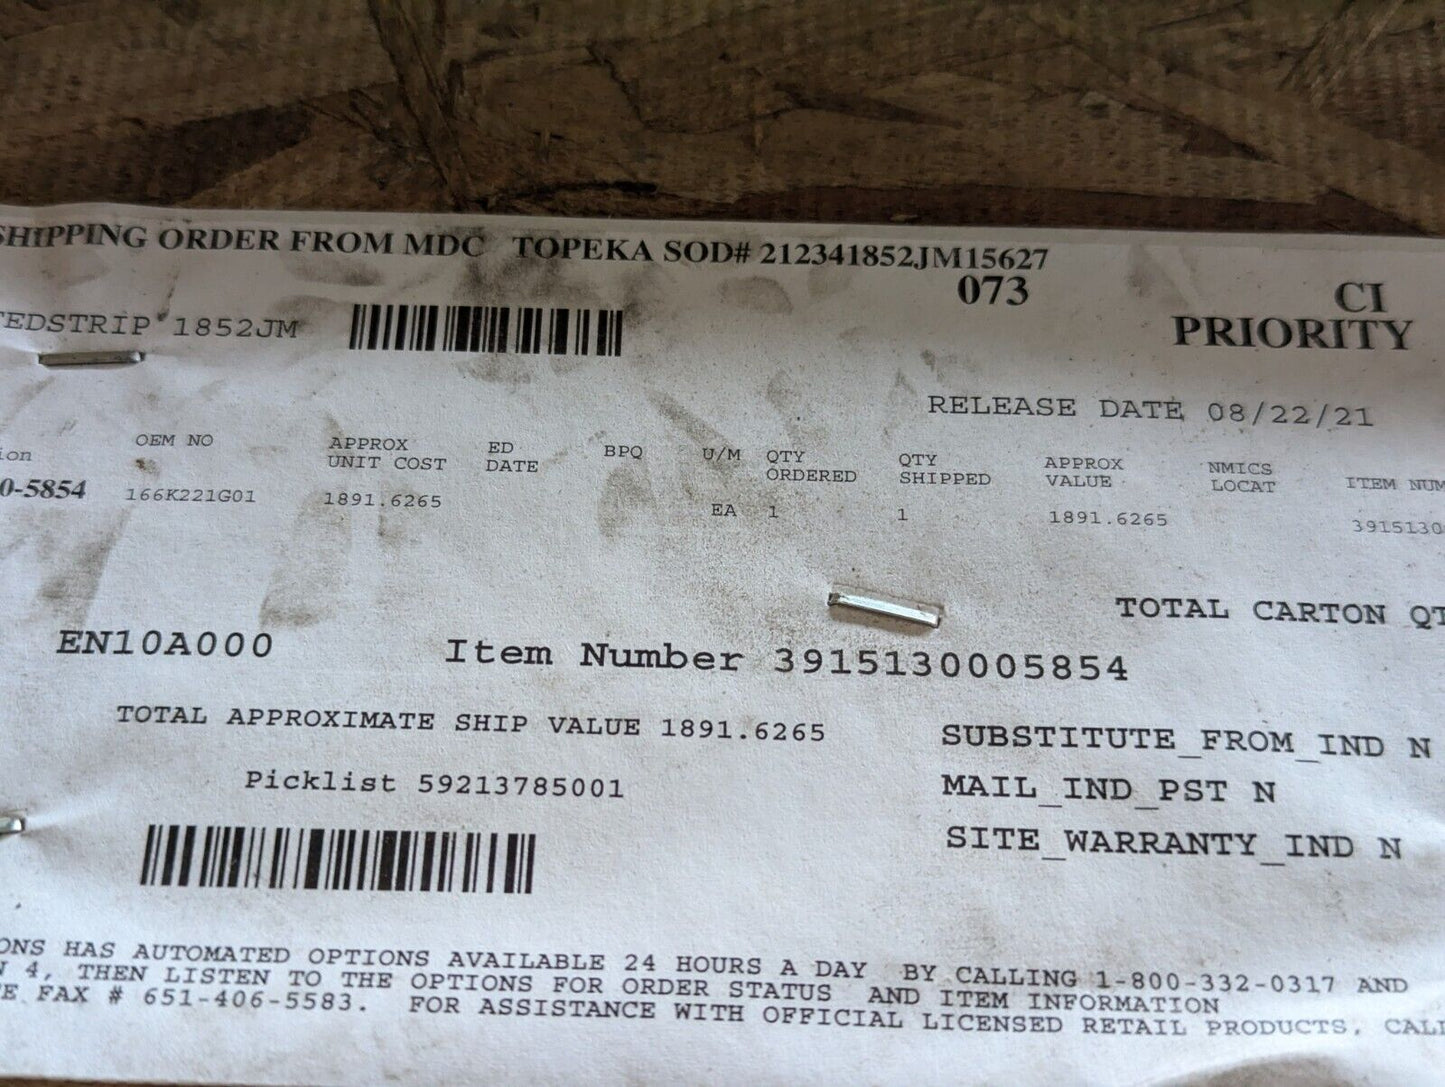 SHIPPING ORDER FROM MDC TOPEKA SOD# 212341852JM15627
073
CI
PRIORITY
TEDSTRIP 1852JM
RELEASE DATE 08/22/21
ion OEM NO APPROX UNIT COST ED DATE BPQ U/M QTY ORDERED QTY SHIPPED APPROX VALUE NMICS LOCAT ITEM NUM
0-5854 166K221G01 1891.6265 EA 1 1 1891.6265 3915130
TOTAL CARTON QT
EN10A000 Item Number 3915130005854
TOTAL APPROXIMATE SHIP VALUE 1891.6265
SUBSTITUTE_FROM_IND N
Picklist 59213785001
MAIL_IND_PST N
SITE_WARRANTY_IND N
ONS HAS AUTOMATED OPTIONS AVAILABLE 24 HOURS A DAY BY CALLING 1-800-332-0317 AND
N 4, THEN LISTEN TO THE OPTIONS FOR ORDER STATUS AND ITEM INFORMATION
E FAX # 651-406-5583. FOR ASSISTANCE WITH OFFICIAL LICENSED RETAIL PRODUCTS, CALL